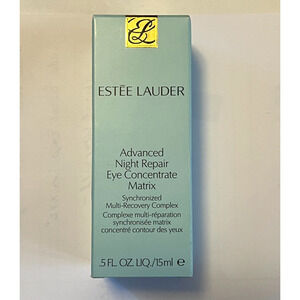 ESTĒE LAUDER
Advanced
Night Repair
Eye Concentrate
Matrix
Synchronized
Multi-Recovery Complex
Complexe multi-réparation
synchronisée matrix
concentré contour des yeux
.5 FL. OZ. LIQ./15ml e